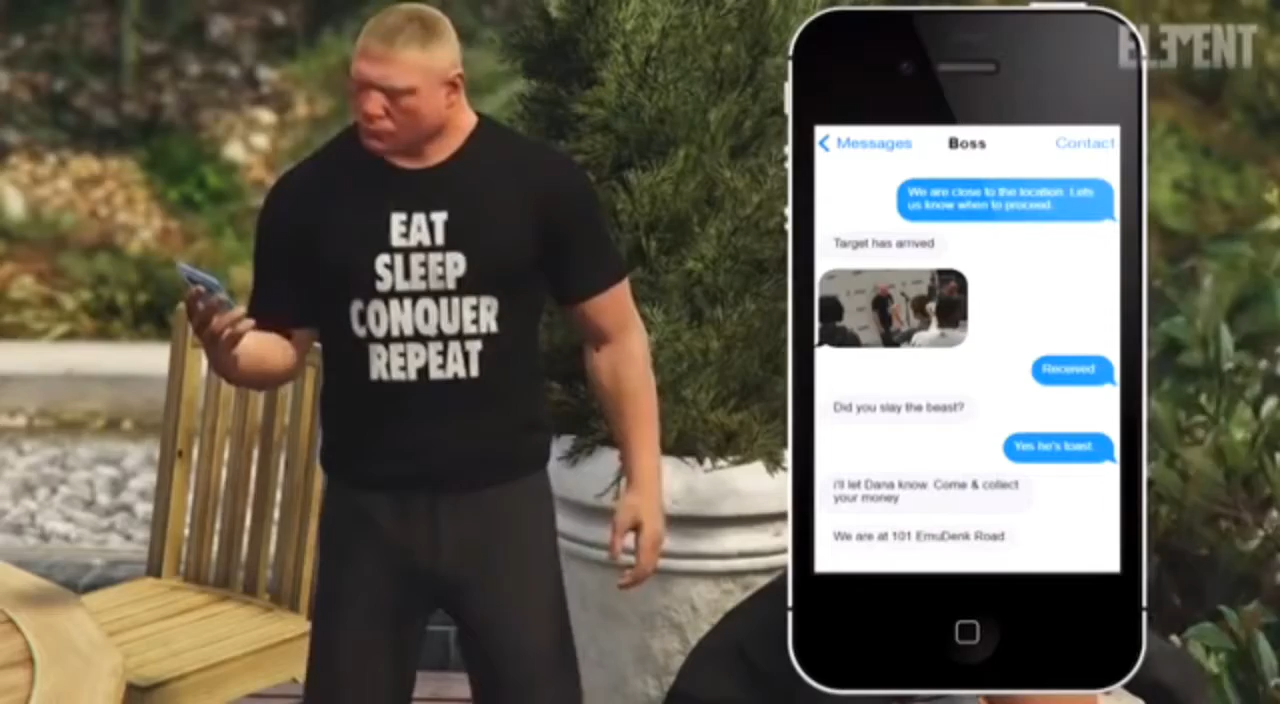 ELEMENT
EAT
SLEEP
CONQUER
REPEAT
Messages
Boss
Contact
We are close to the location. Lets
us know when to proceed.
Target has arrived
Received
Did you slay the beast?
Yes he's toast.
i'll let Dana know. Come & collect
your money
We are at 101 EmuDenk Road